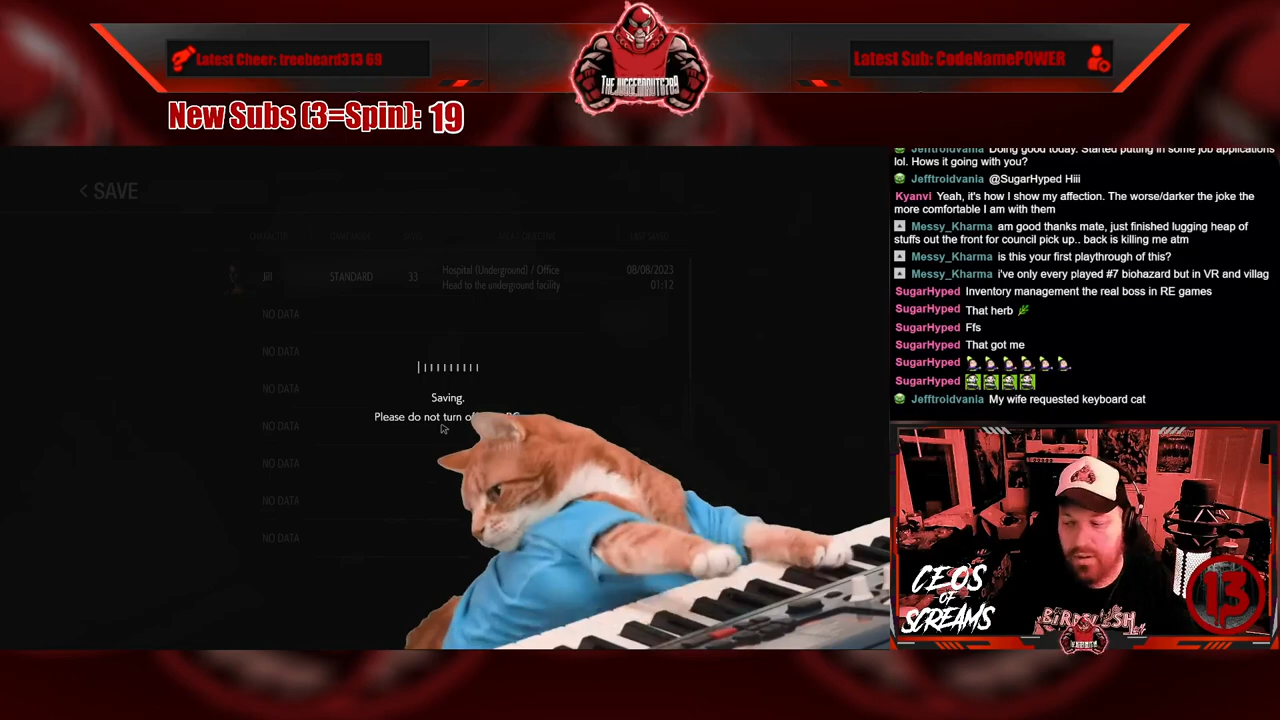 Latest Cheer: treebeard313 69
THEJUGGERNAUT6789
Latest Sub: CodeNamePOWER
New Subs (3=Spin): 19
< SAVE
JIll STANDARD 33 Hospital (Underground) / Office 08/08/2023
Head to the underground facility 01:12
NO DATA
NO DATA
NO DATA
NO DATA
NO DATA
NO DATA
NO DATA
Saving.
Please do not turn
Jefftroidvania Doing good today. Started putting in some job applications
lol. Hows it going with you?
Jefftroidvania @SugarHyped Hiii
Kyanvi Yeah, it's how I show my affection. The worse/darker the joke the
more comfortable I am with them
Messy_Kharma am good thanks mate, just finished lugging heap of
stuffs out the front for council pick up.. back is killing me atm
Messy_Kharma is this your first playthrough of this?
Messy_Kharma i've only ever played #7 biohazard but in VR and villag
SugarHyped Inventory management the real boss in RE games
SugarHyped That herb
SugarHyped Ffs
SugarHyped That got me
SugarHyped
SugarHyped
Jefftroidvania My wife requested keyboard cat
CEO'S
OF
SCREAMS
13